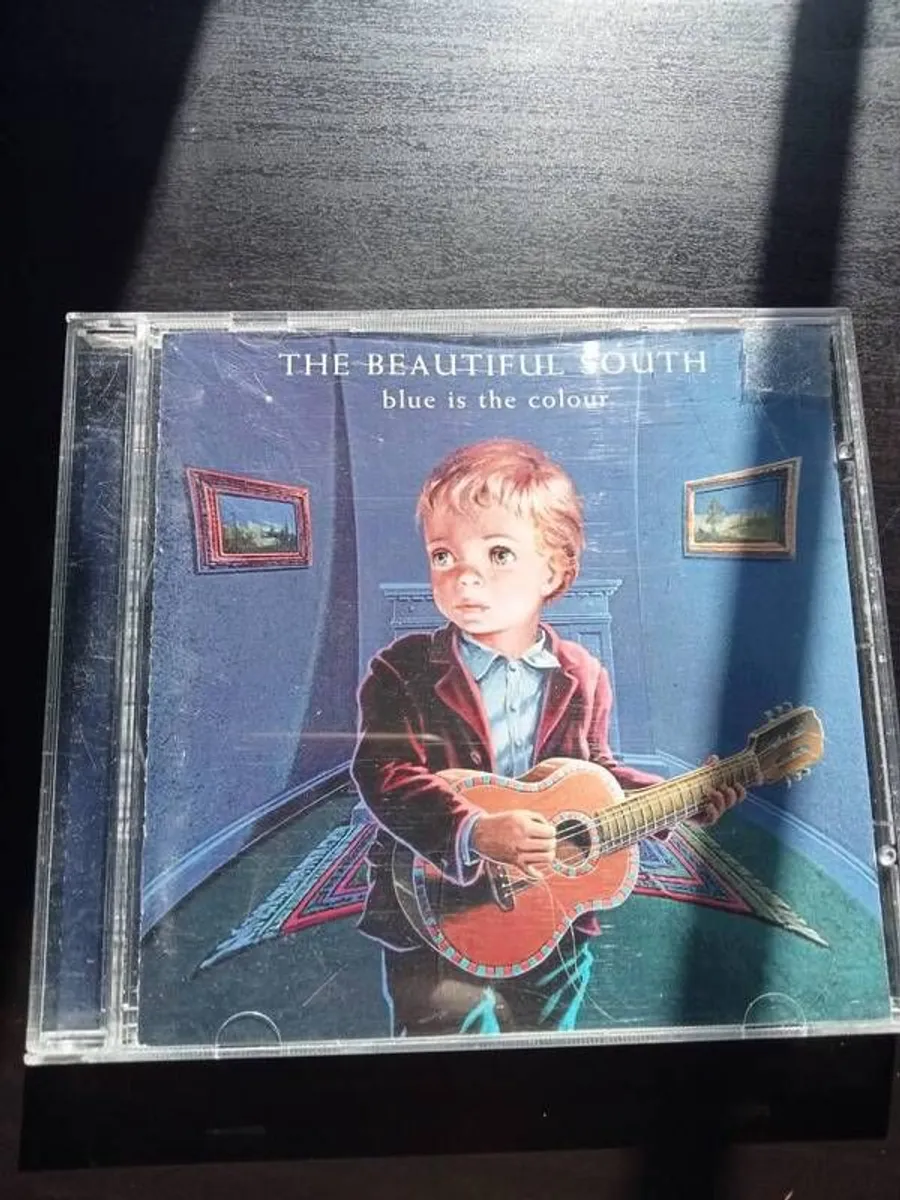 THE BEAUTIFUL SOUTH
blue is the colour